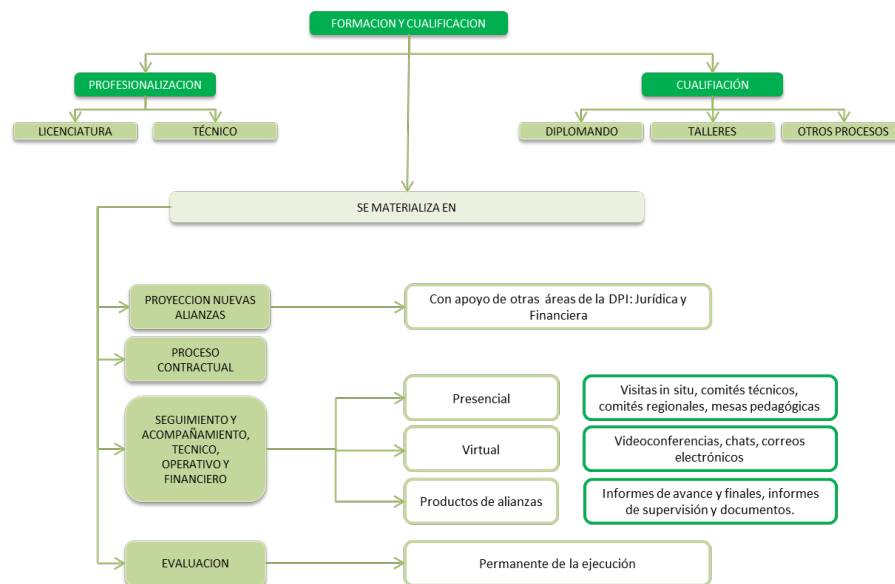 FORMACION Y CUALIFICACION
PROFESIONALIZACION
CUALIFIACIÓN
LICENCIATURA
TÉCNICO
DIPLOMANDO
TALLERES
OTROS PROCESOS
SE MATERIALIZA EN
PROYECCION NUEVAS
ALIANZAS
Con apoyo de otras áreas de la DPI: Jurídica y
Financiera
PROCESO
CONTRACTUAL
SEGUIMIENTO Y
ACOMPAÑAMIENTO,
TECNICO,
OPERATIVO Y
FINANCIERO
Presencial
Visitas in situ, comités técnicos,
comités regionales, mesas pedagógicas
Virtual
Videoconferencias, chats, correos
electrónicos
Productos de alianzas
Informes de avance y finales, informes
de supervisión y documentos.
EVALUACION
Permanente de la ejecución